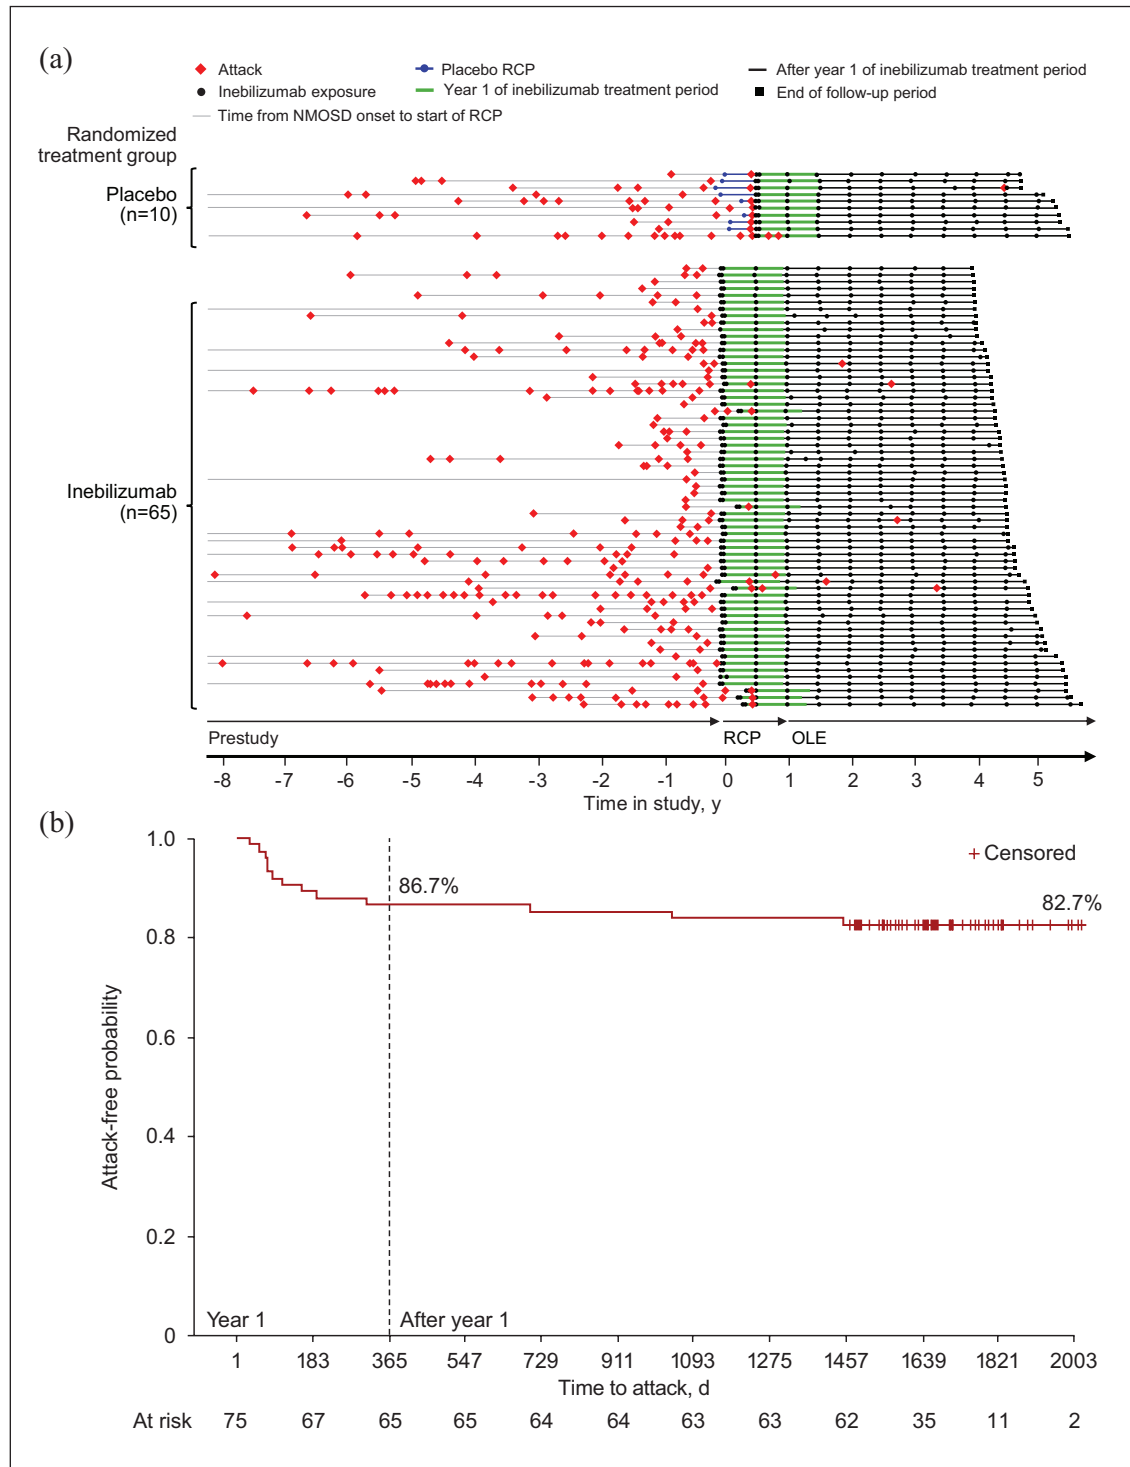 (a)
Attack
Placebo RCP
After year 1 of inebilizumab treatment period
Inebilizumab exposure
Year 1 of inebilizumab treatment period
End of follow-up period
Time from NMOSD onset to start of RCP
Randomized
treatment group
Placebo
(n=10)
Inebilizumab
(n=65)
Prestudy
RCP
OLE
-8 -7 -6 -5 -4 -3 -2 -1 0 1 2 3 4 5
Time in study, y
(b)
1.0
+ Censored
86.7%
82.7%
0.8
0.6
0.4
0.2
0
Attack-free probability
Year 1
After year 1
1 183 365 547 729 911 1093 1275 1457 1639 1821 2003
Time to attack, d
At risk 75 67 65 65 64 64 63 63 62 35 11 2